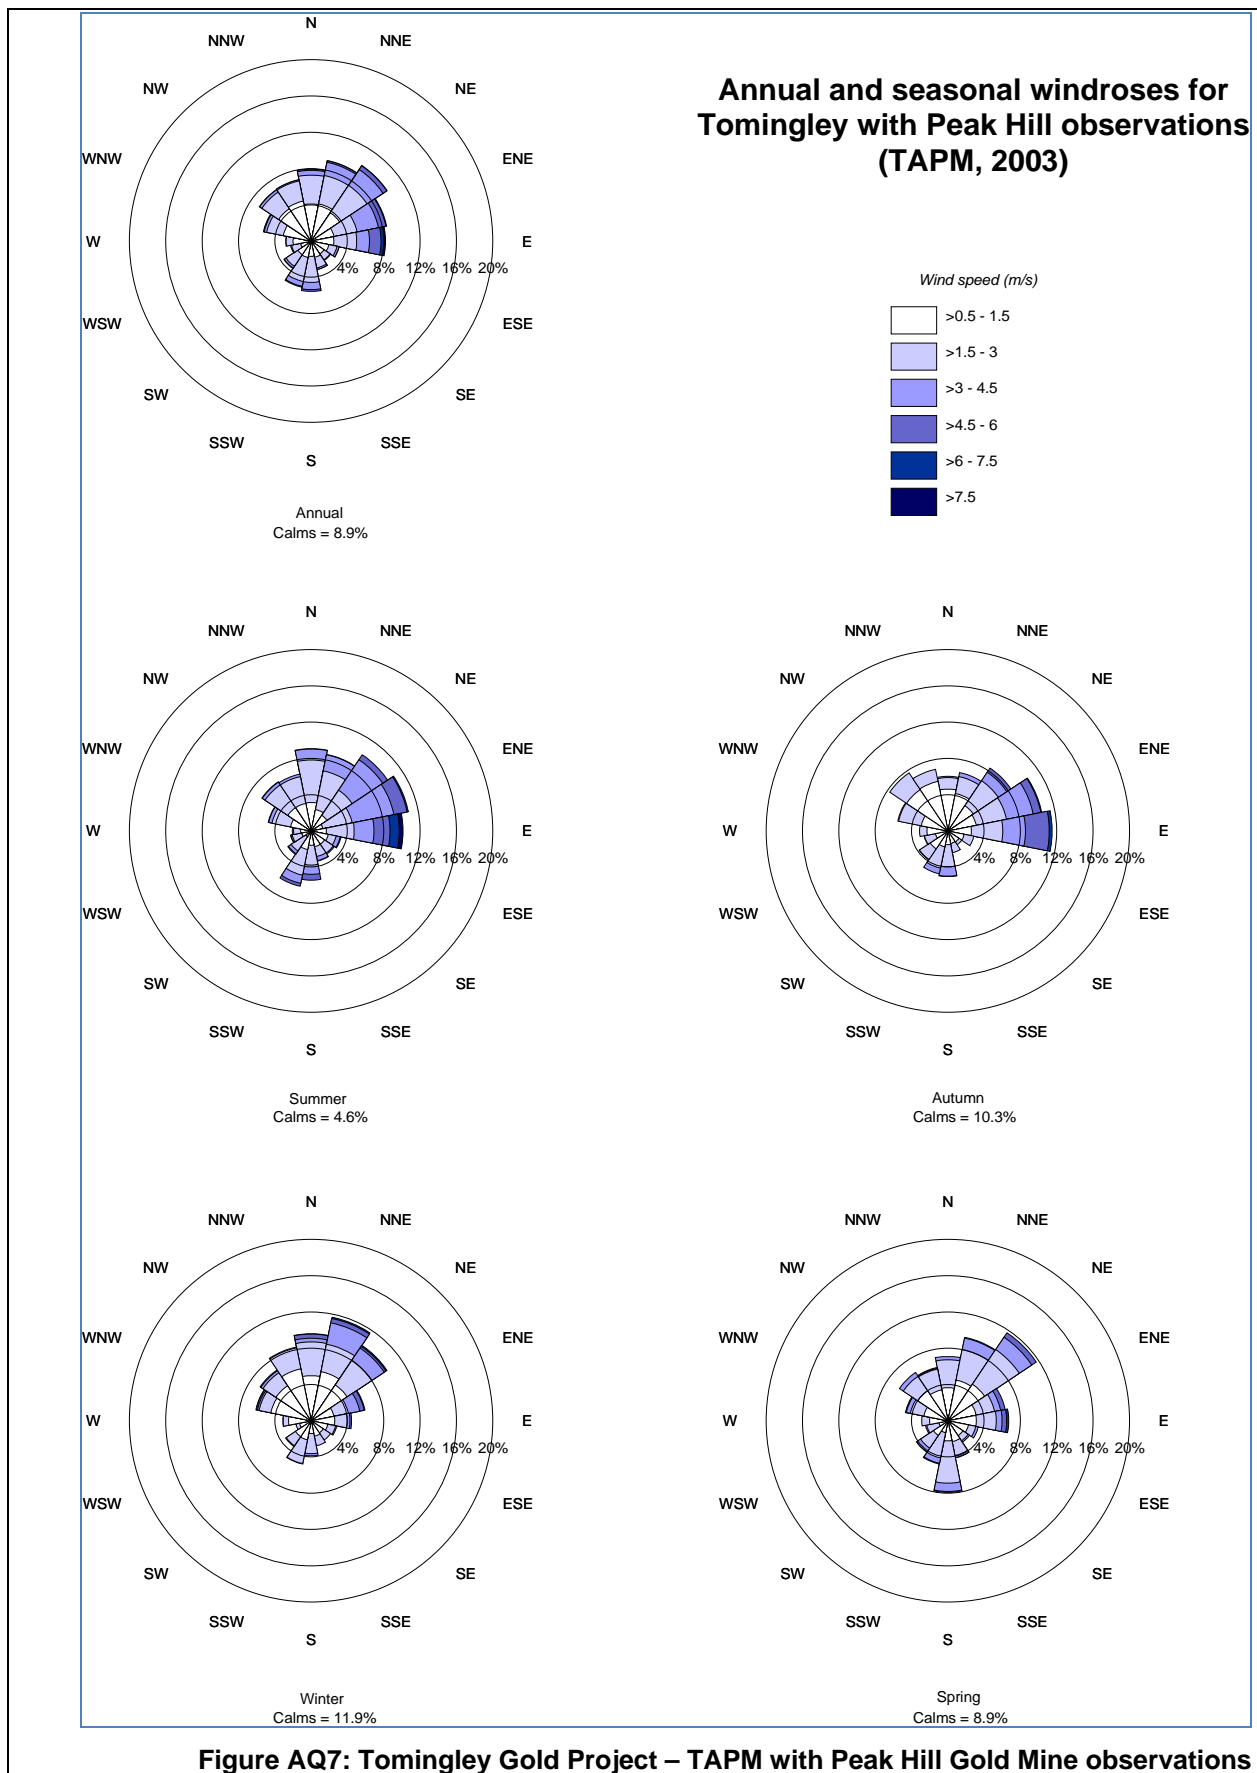 Annual and seasonal windroses for
Tomingley with Peak Hill observations
(TAPM, 2003)
N
NNW
NNE
NW
NE
WNW
ENE
W
E
4%
8%
12%
16%
20%
WSW
ESE
SW
SE
SSW
SSE
S
Annual
Calms = 8.9%
Wind speed (m/s)
>0.5 - 1.5
>1.5 - 3
>3 - 4.5
>4.5 - 6
>6 - 7.5
>7.5
N
NNW
NNE
NW
NE
WNW
ENE
W
E
4%
8%
12%
16%
20%
WSW
ESE
SW
SE
SSW
SSE
S
Summer
Calms = 4.6%
N
NNW
NNE
NW
NE
WNW
ENE
W
E
4%
8%
12%
16%
20%
WSW
ESE
SW
SE
SSW
SSE
S
Autumn
Calms = 10.3%
N
NNW
NNE
NW
NE
WNW
ENE
W
E
4%
8%
12%
16%
20%
WSW
ESE
SW
SE
SSW
SSE
S
Winter
Calms = 11.9%
N
NNW
NNE
NW
NE
WNW
ENE
W
E
4%
8%
12%
16%
20%
WSW
ESE
SW
SE
SSW
SSE
S
Spring
Calms = 8.9%
Figure AQ7: Tomingley Gold Project – TAPM with Peak Hill Gold Mine observations